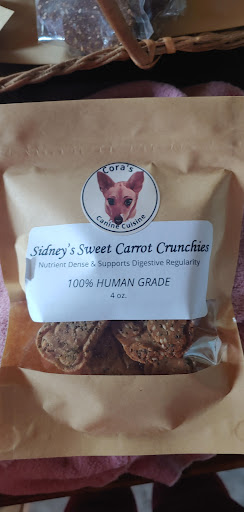 Cora's
Canine Cuisine
Sidney's Sweet Carrot Crunchies
Nutrient Dense & Supports Digestive Regularity
100% HUMAN GRADE
4 oz.